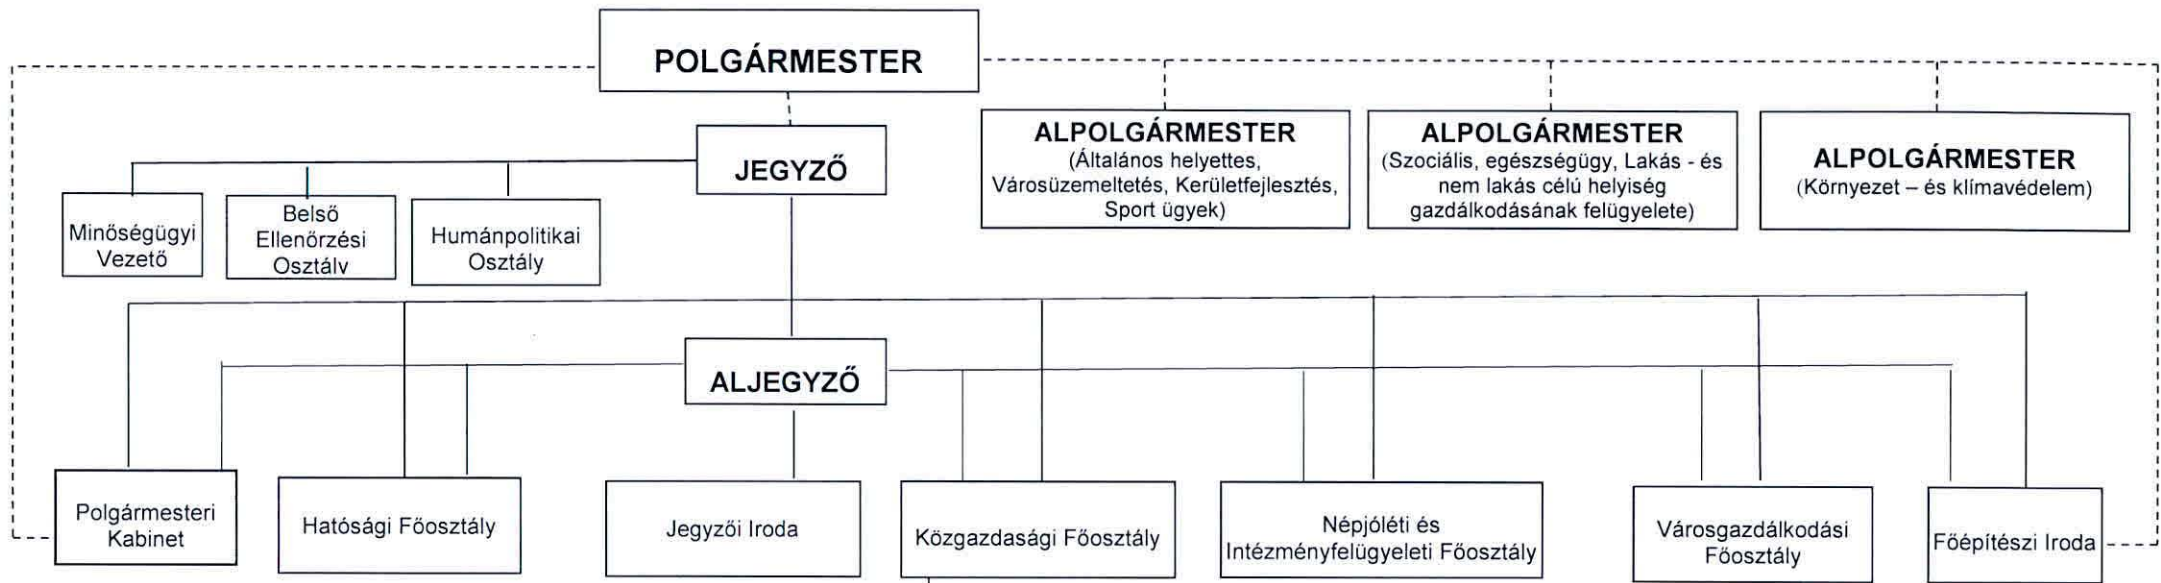 POLGÁRMESTER
JEGYZŐ
ALPOLGÁRMESTER
(Általános helyettes,
Városüzemeltetés, Kerületfejlesztés,
Sport ügyek)
ALPOLGÁRMESTER
(Szociális, egészségügy, Lakás - és
nem lakás célú helyiség
gazdálkodásának felügyelete)
ALPOLGÁRMESTER
(Környezet – és klímavédelem)
Minőségügyi
Vezető
Belső
Ellenőrzési
Osztály
Humánpolitikai
Osztály
ALJEGYZŐ
Polgármesteri
Kabinet
Hatósági Főosztály
Jegyzői Iroda
Közgazdasági Főosztály
Népjóléti és
Intézményfelügyeleti Főosztály
Városgazdálkodási
Főosztály
Főépítészi Iroda